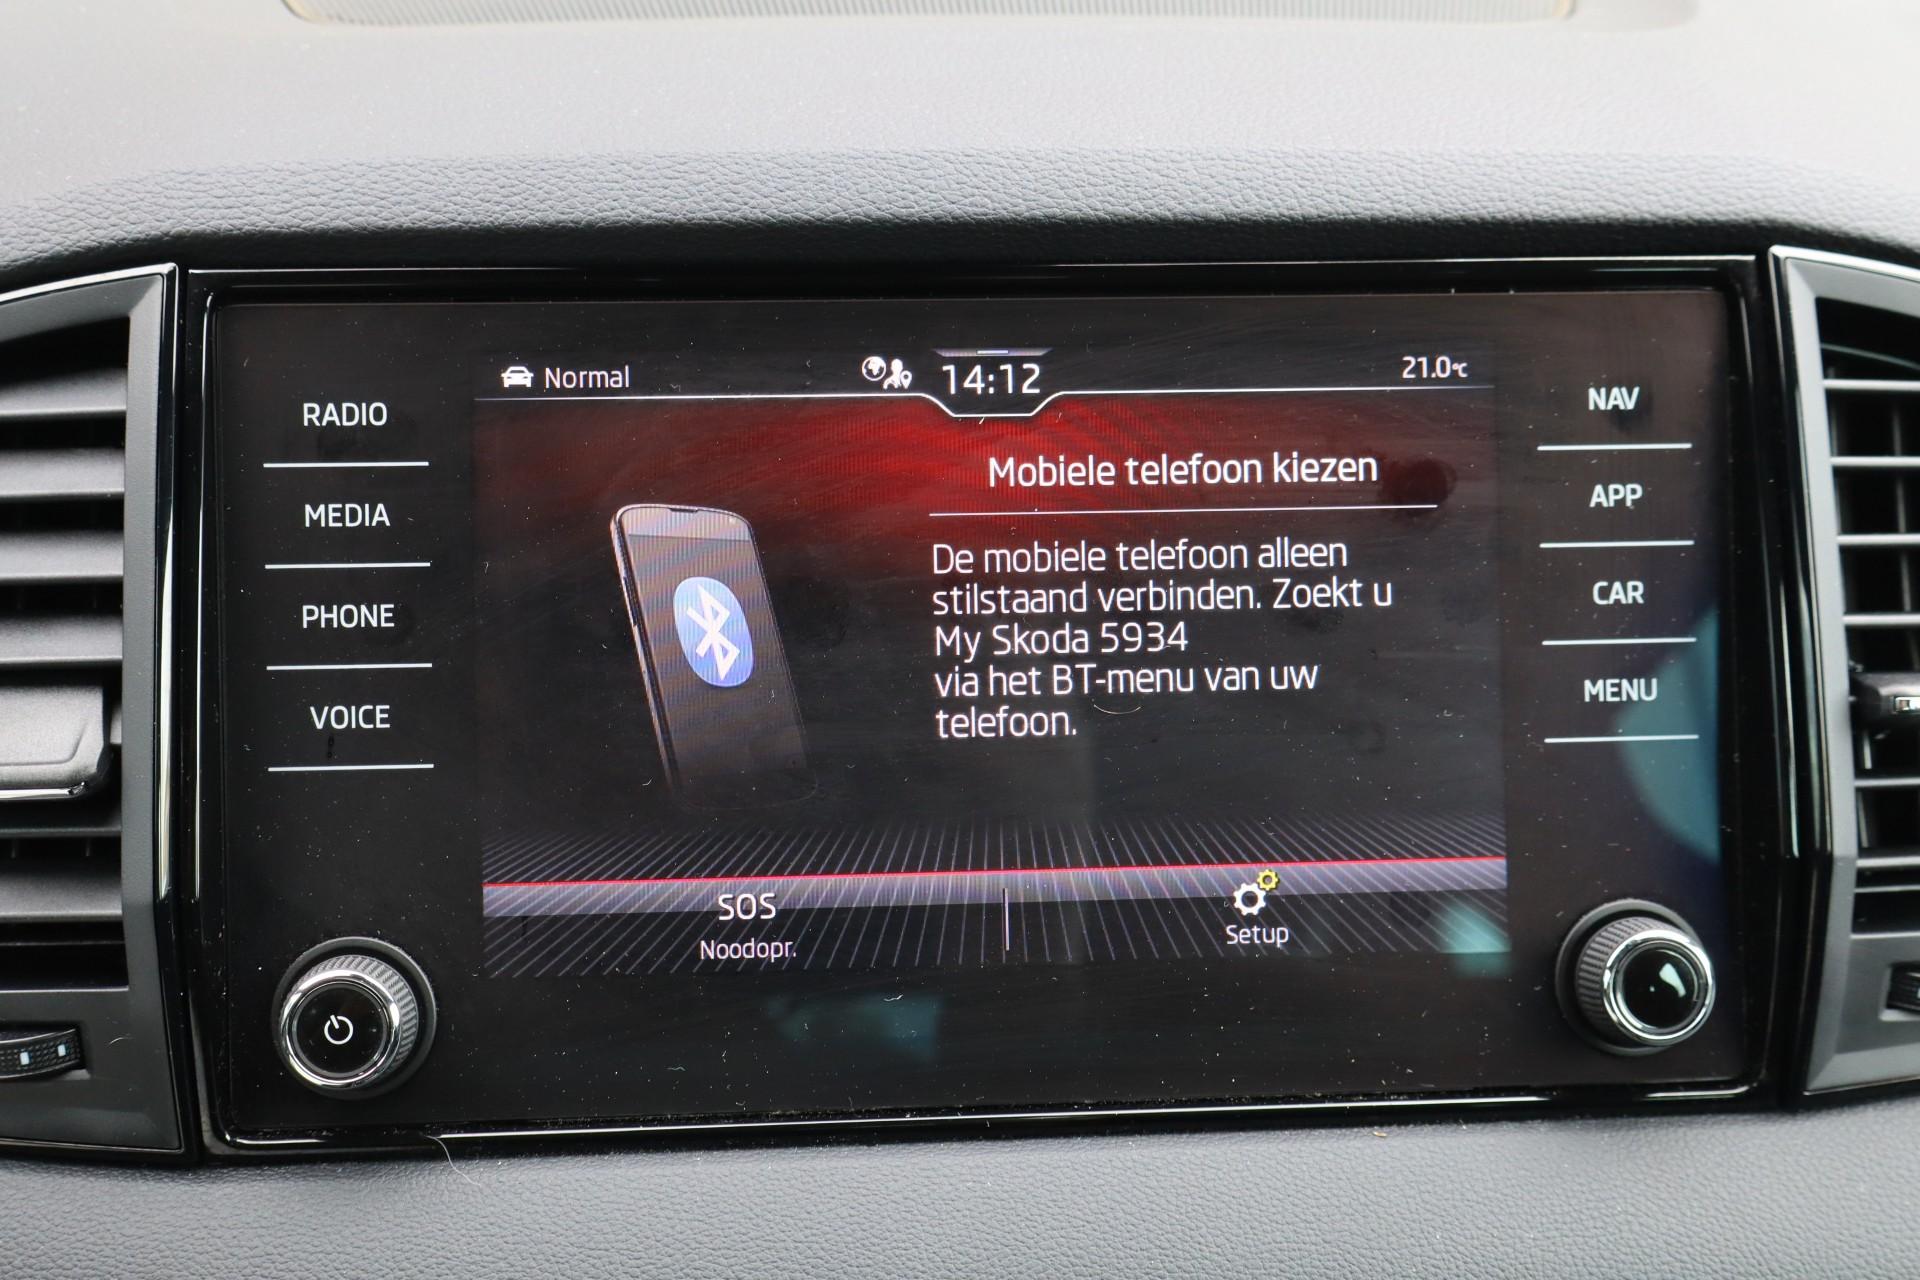 Normal
14:12
21.0°C
RADIO
MEDIA
PHONE
VOICE
Mobiele telefoon kiezen
De mobiele telefoon alleen
stilstaand verbinden. Zoekt u
My Skoda 5934
via het BT-menu van uw
telefoon.
SOS
Noodopr.
Setup
NAV
APP
CAR
MENU